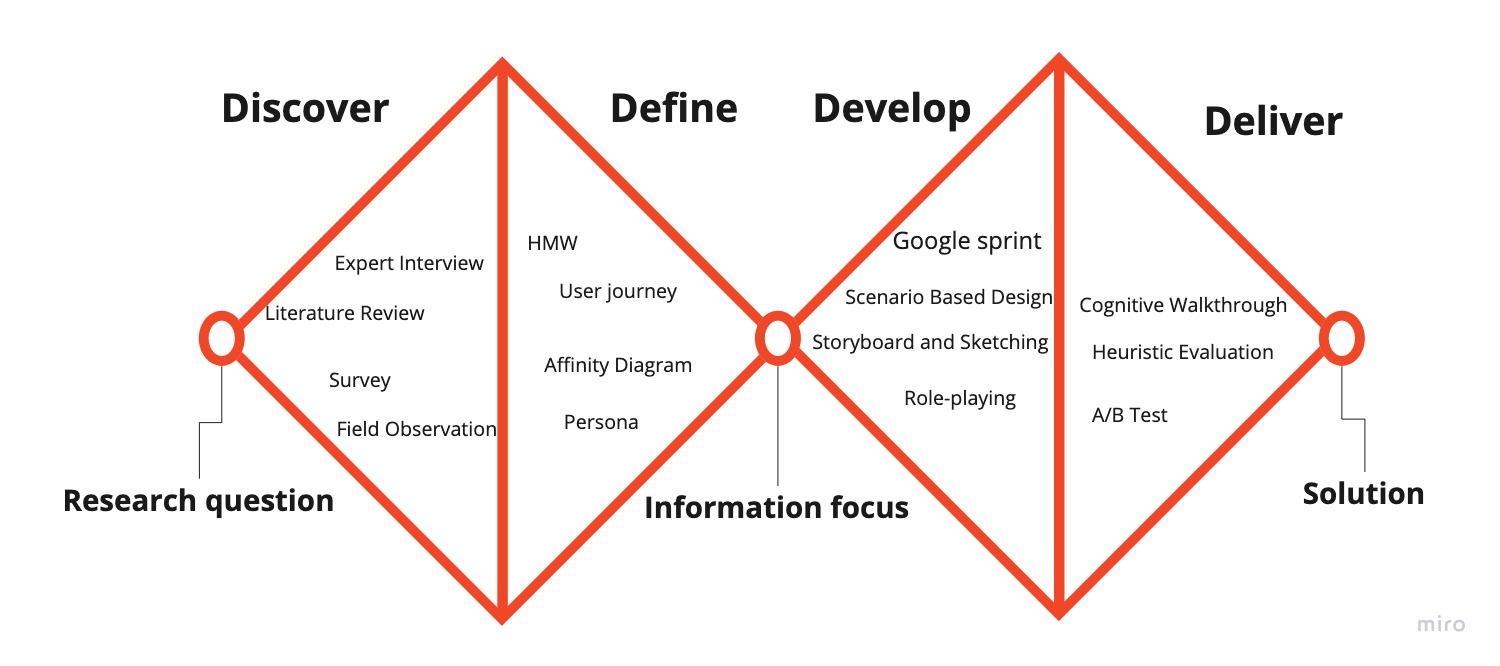 Discover
Define
Develop
Deliver
Expert Interview
Literature Review
Survey
Field Observation
HMW
User journey
Affinity Diagram
Persona
Google sprint
Scenario Based Design
Storyboard and Sketching
Role-playing
Cognitive Walkthrough
Heuristic Evaluation
A/B Test
Research question
Information focus
Solution
miro